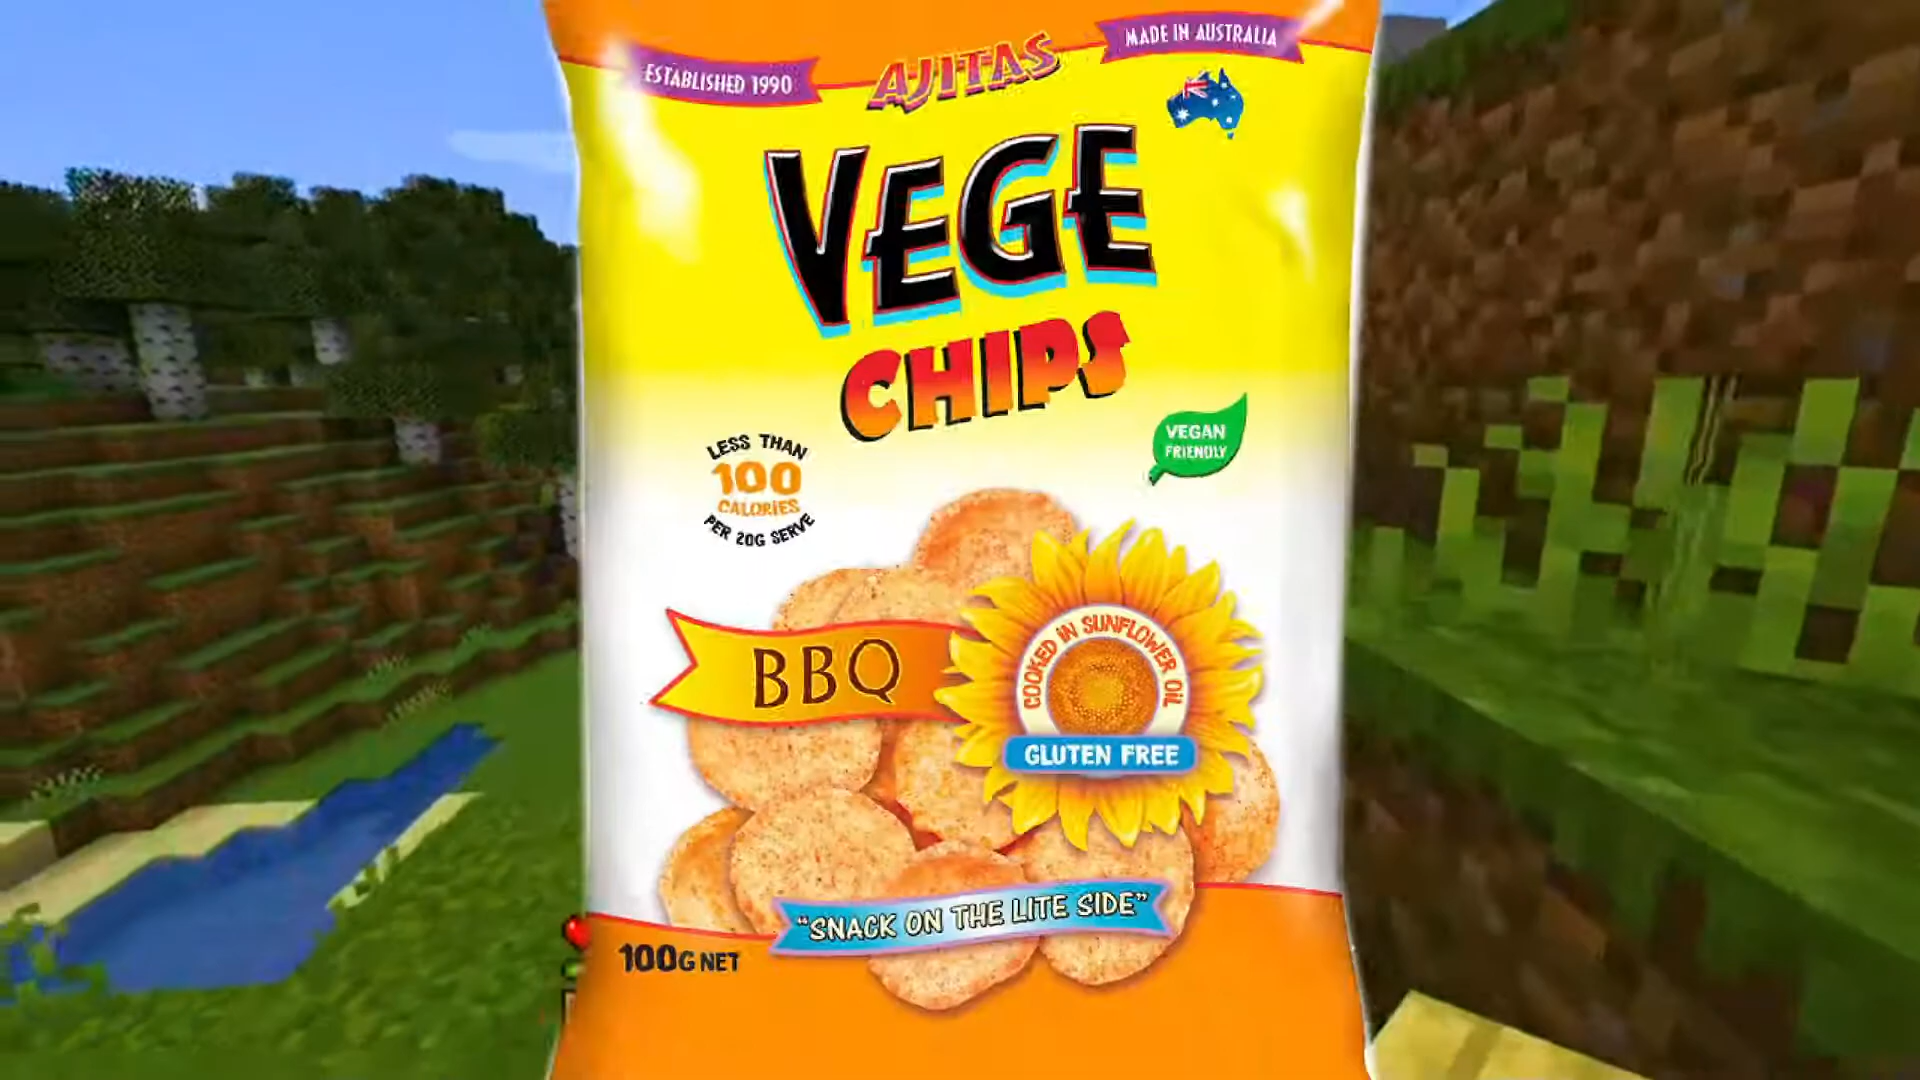 ESTABLISHED 1990
AJITAS
MADE IN AUSTRALIA
VEGE
CHIPS
LESS THAN
100
CALORIES
PER 20G SERVE
VEGAN
FRIENDLY
BBQ
COOKED IN SUNFLOWER OIL
GLUTEN FREE
"SNACK ON THE LITE SIDE"
100G NET